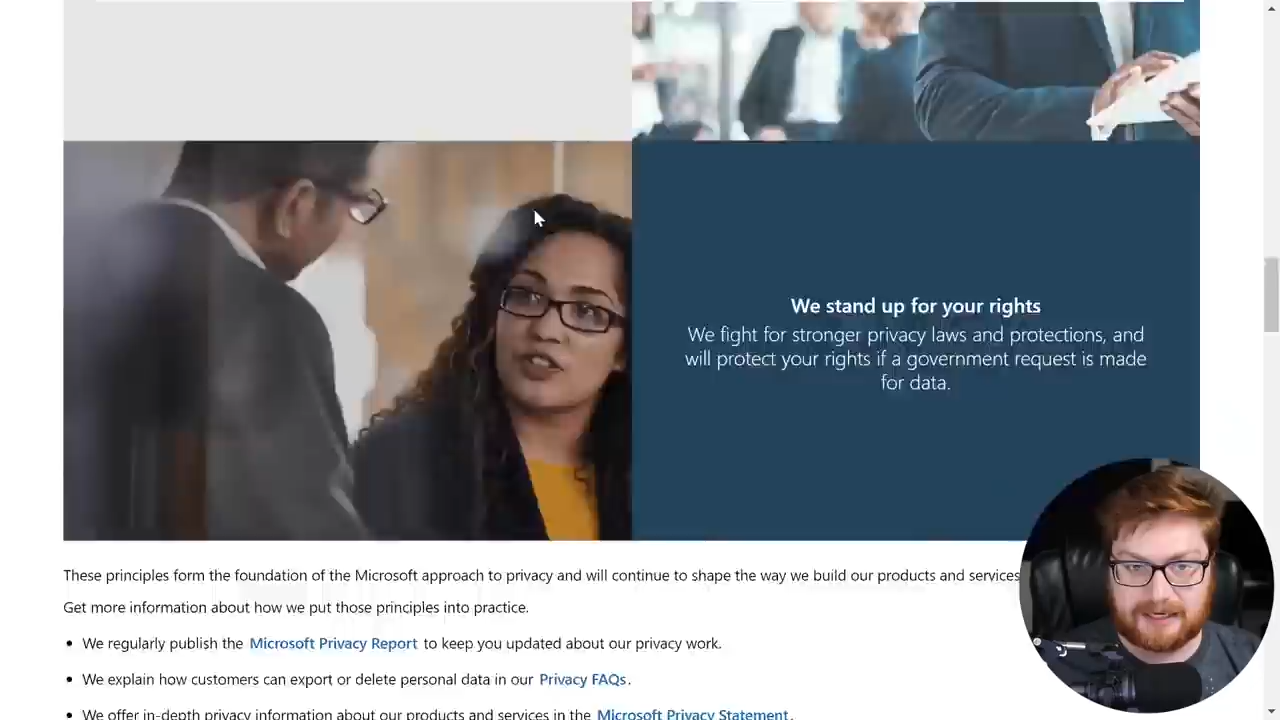 We stand up for your rights
We fight for stronger privacy laws and protections, and
will protect your rights if a government request is made
for data.
These principles form the foundation of the Microsoft approach to privacy and will continue to shape the way we build our products and services
Get more information about how we put those principles into practice.
• We regularly publish the Microsoft Privacy Report to keep you updated about our privacy work.
• We explain how customers can export or delete personal data in our Privacy FAQs.
• We offer in-depth privacy information about our products and services in the Microsoft Privacy Statement.